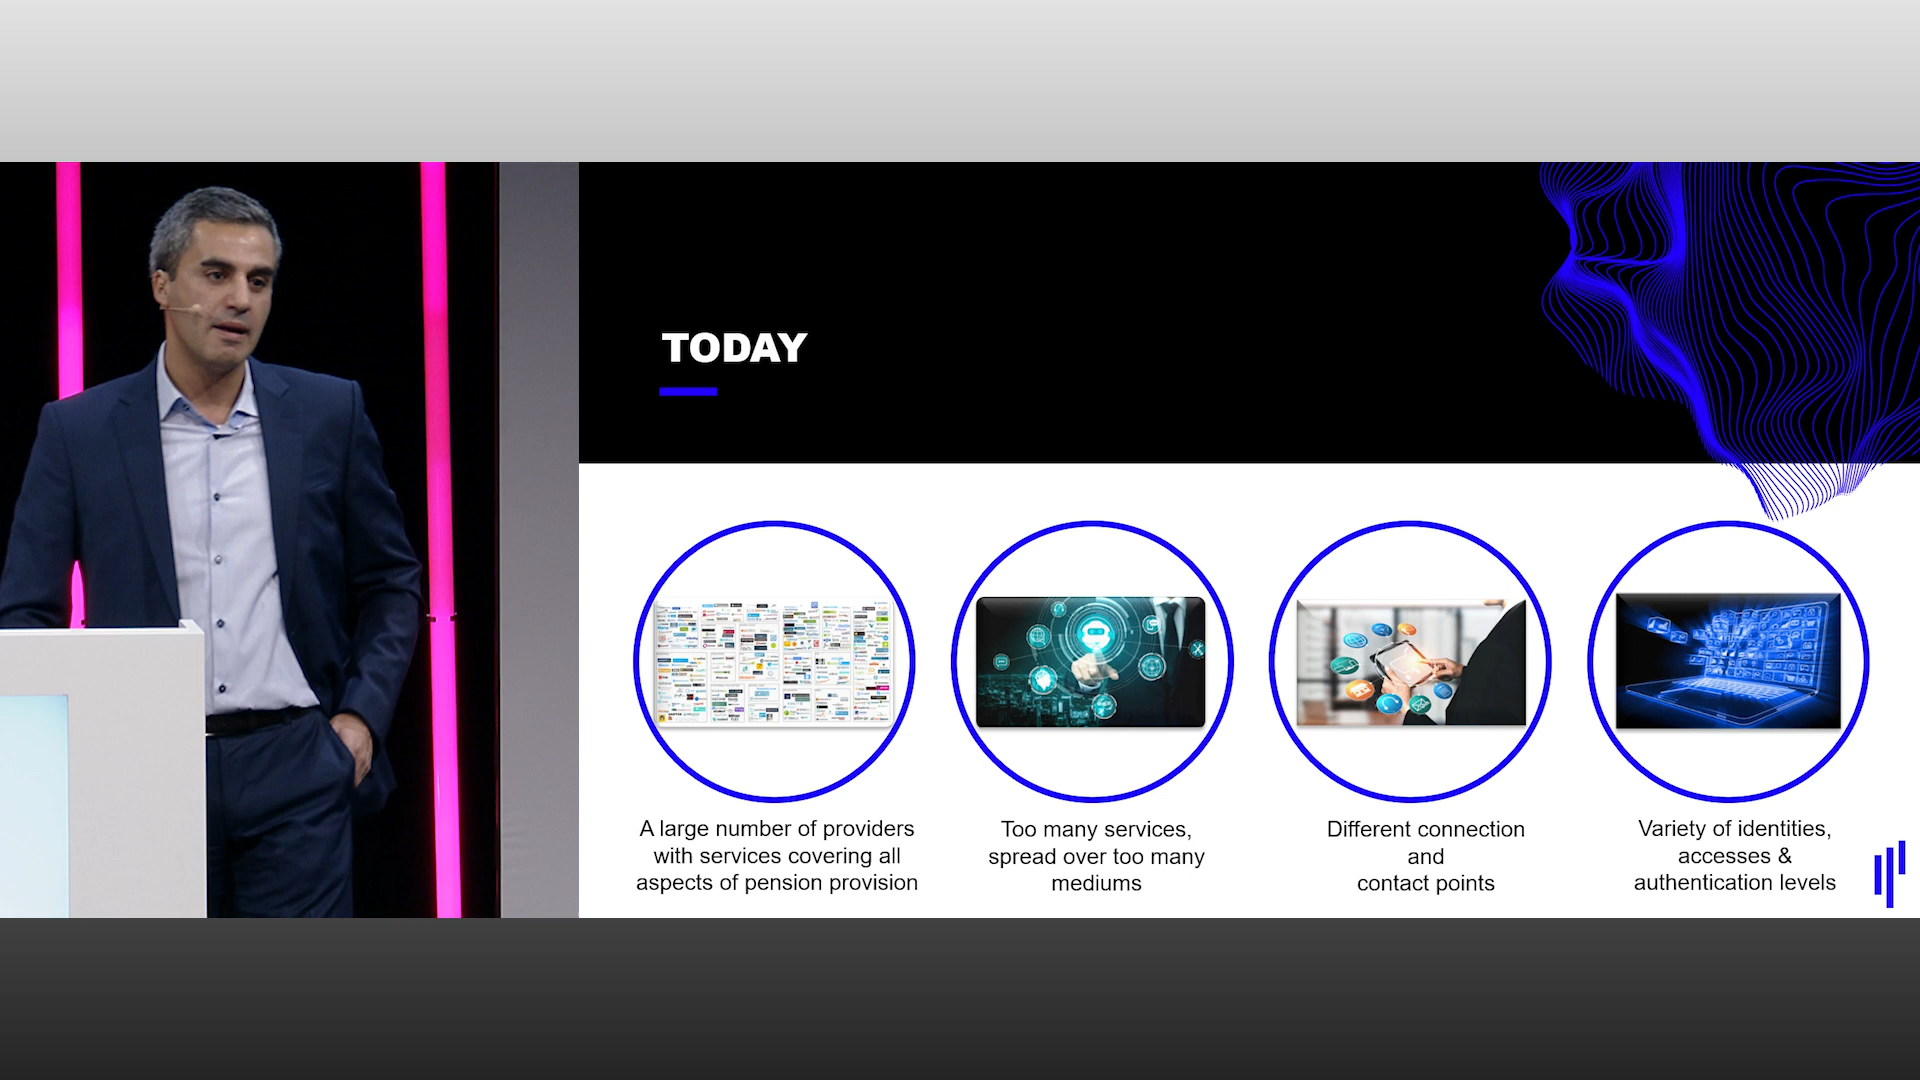 TODAY
A large number of providers
with services covering all
aspects of pension provision
Too many services,
spread over too many
mediums
Different connection
and
contact points
Variety of identities,
accesses &
authentication levels